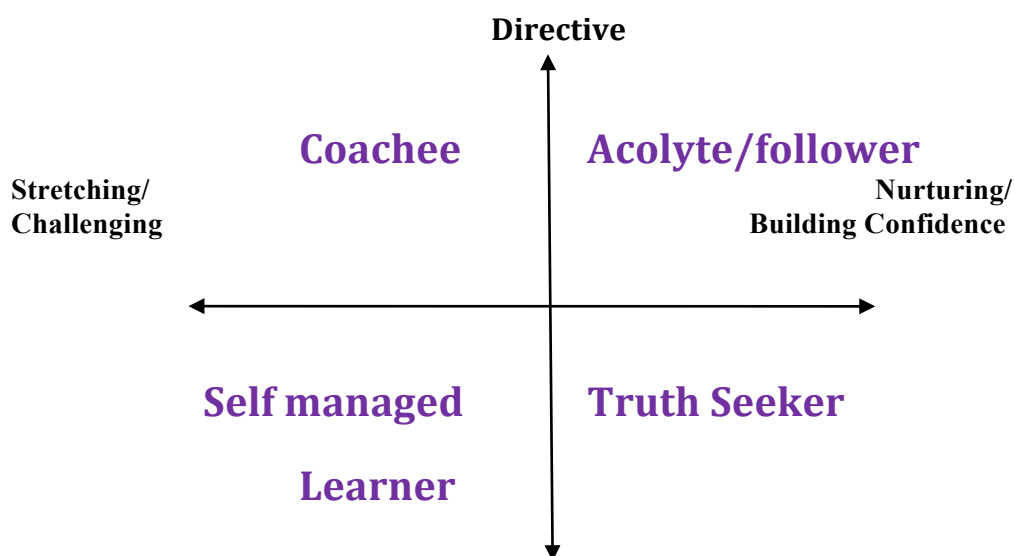 Directive
Coachee
Acolyte/follower
Stretching/
Challenging
Nurturing/
Building Confidence
Self managed
Learner
Truth Seeker